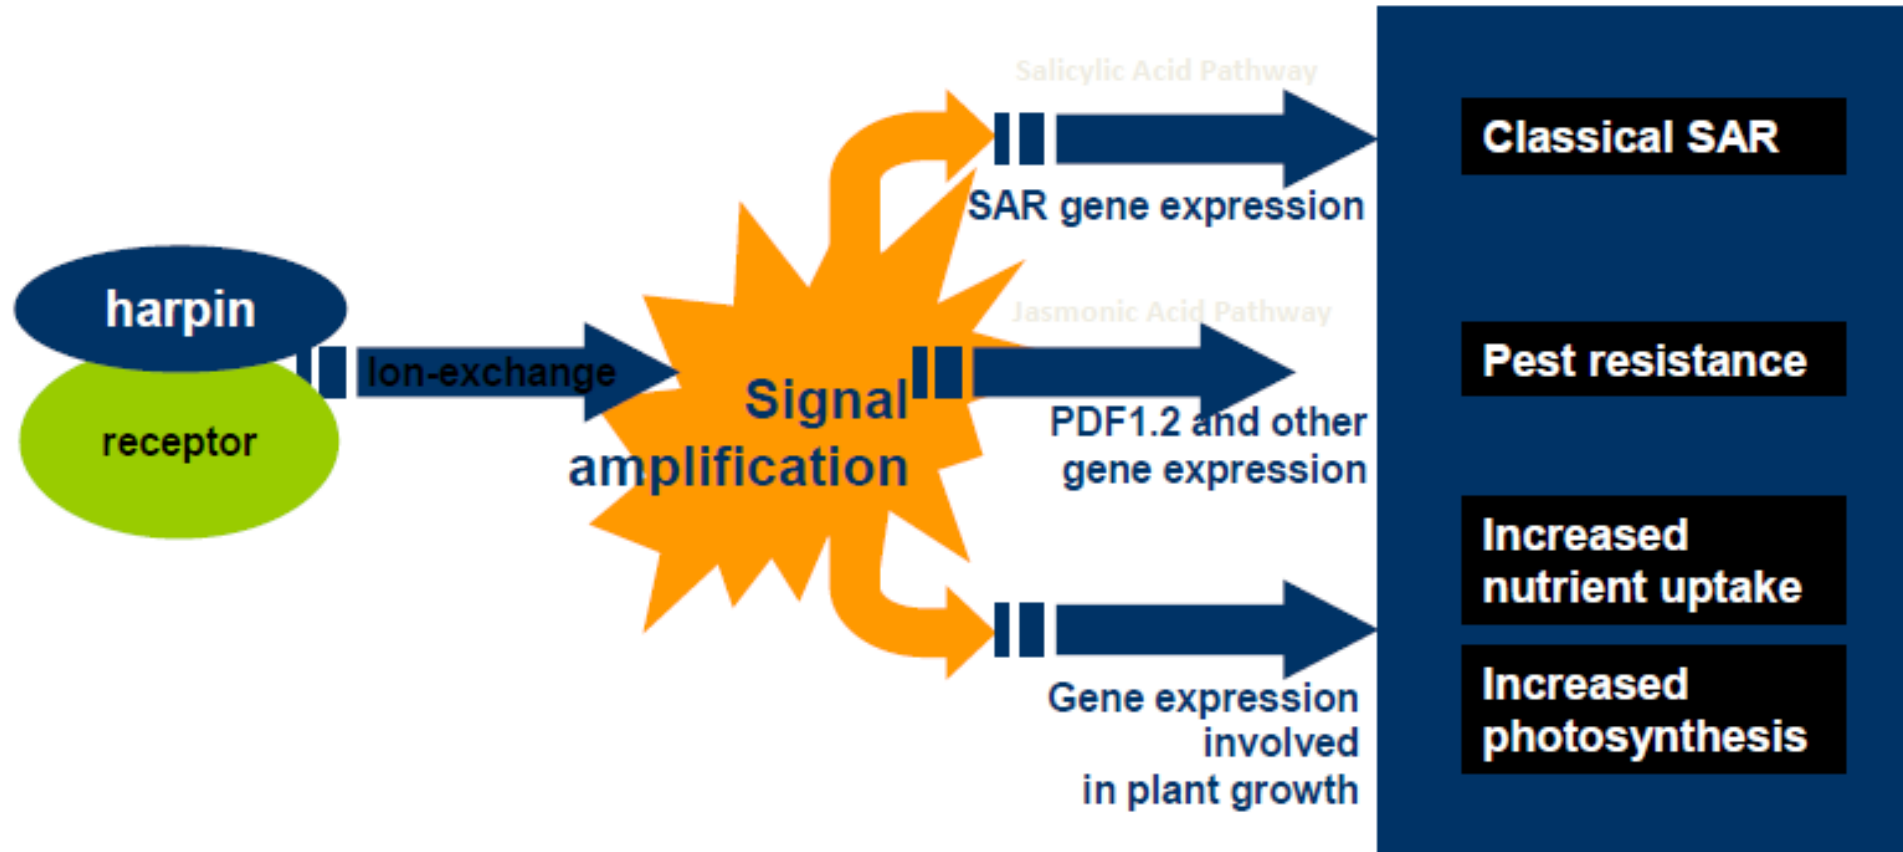 harpin
receptor
Ion-exchange
Signal
amplification
Salicylic Acid Pathway
SAR gene expression
Jasmonic Acid Pathway
PDF1.2 and other
gene expression
Gene expression
involved
in plant growth
Classical SAR
Pest resistance
Increased
nutrient uptake
Increased
photosynthesis